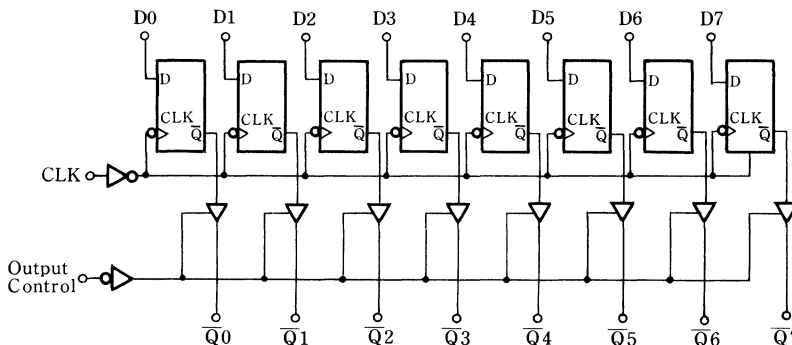 D0 D1 D2 D3 D4 D5 D6 D7
D D D D D D D D
CLK CLK CLK CLK CLK CLK CLK CLK
Q̅ Q̅ Q̅ Q̅ Q̅ Q̅ Q̅ Q̅
CLK
Output
Control
Q̅0 Q̅1 Q̅2 Q̅3 Q̅4 Q̅5 Q̅6 Q̅7